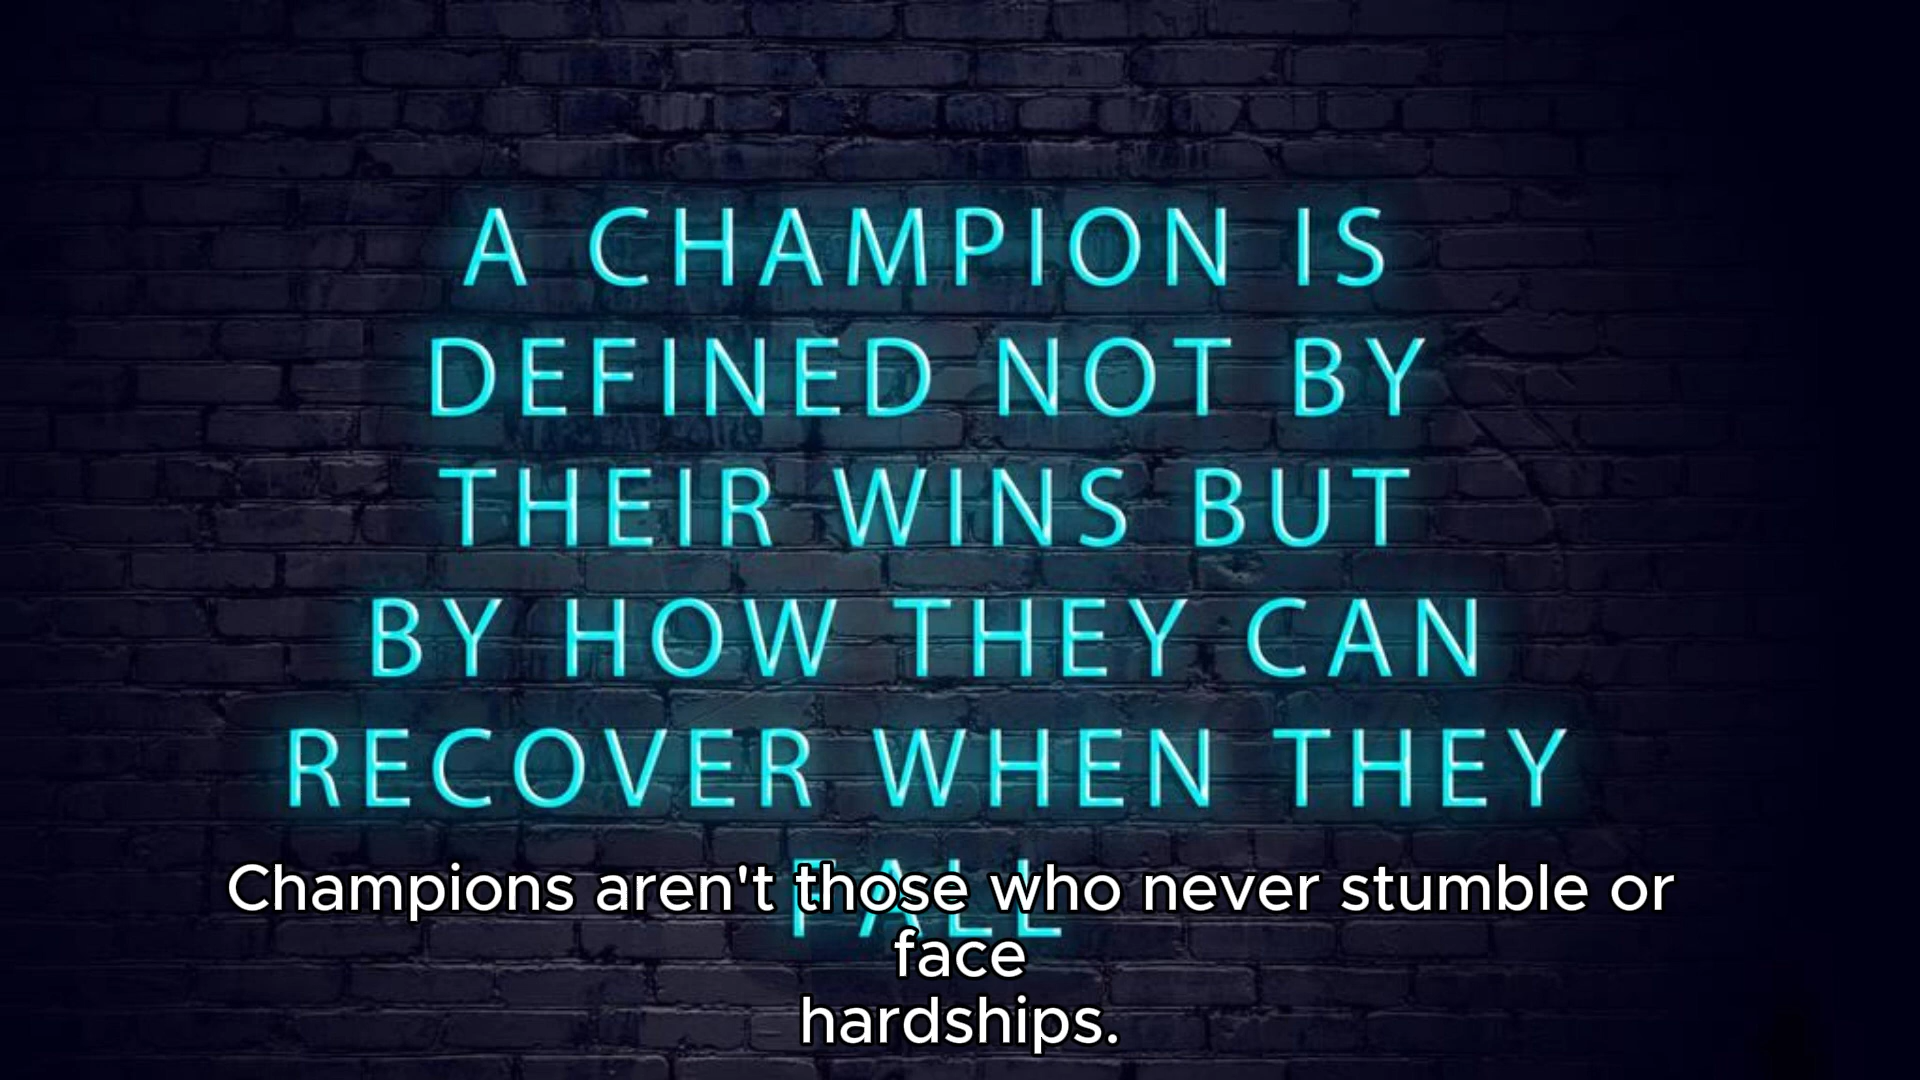 A CHAMPION IS
DEFINED NOT BY
THEIR WINS BUT
BY HOW THEY CAN
RECOVER WHEN THEY
FALL
Champions aren't those who never stumble or
face
hardships.